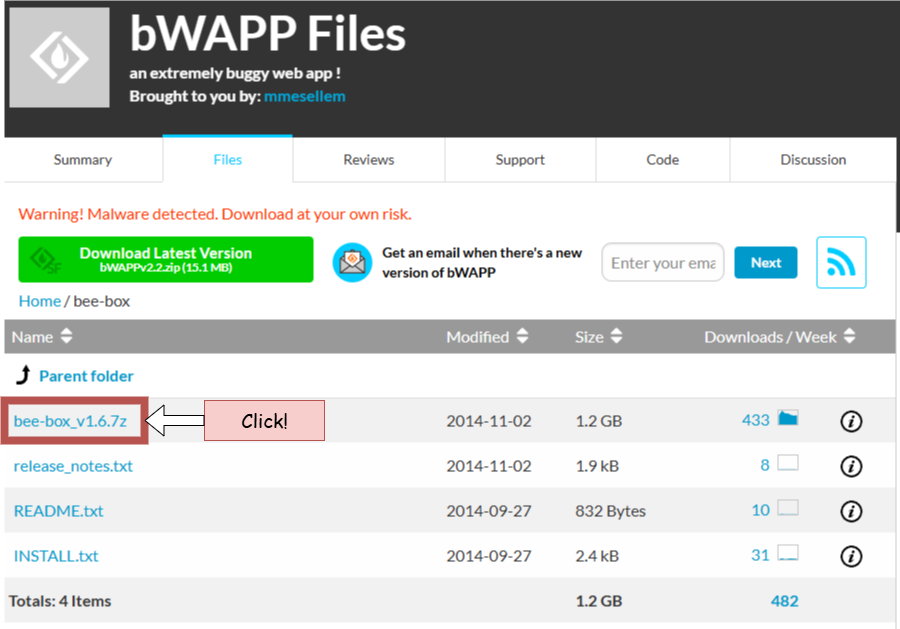 bWAPP Files
an extremely buggy web app !
Brought to you by: mmesellem
Summary Files Reviews Support Code Discussion
Warning! Malware detected. Download at your own risk.
SF Download Latest Version
bWAPPv2.2.zip (15.1 MB)
Get an email when there's a new
version of bWAPP
Enter your ema
Next
Home / bee-box
Name Modified Size Downloads / Week
Parent folder
bee-box_v1.6.7z Click! 2014-11-02 1.2 GB 433 i
release_notes.txt 2014-11-02 1.9 kB 8 i
README.txt 2014-09-27 832 Bytes 10 i
INSTALL.txt 2014-09-27 2.4 kB 31 i
Totals: 4 Items 1.2 GB 482